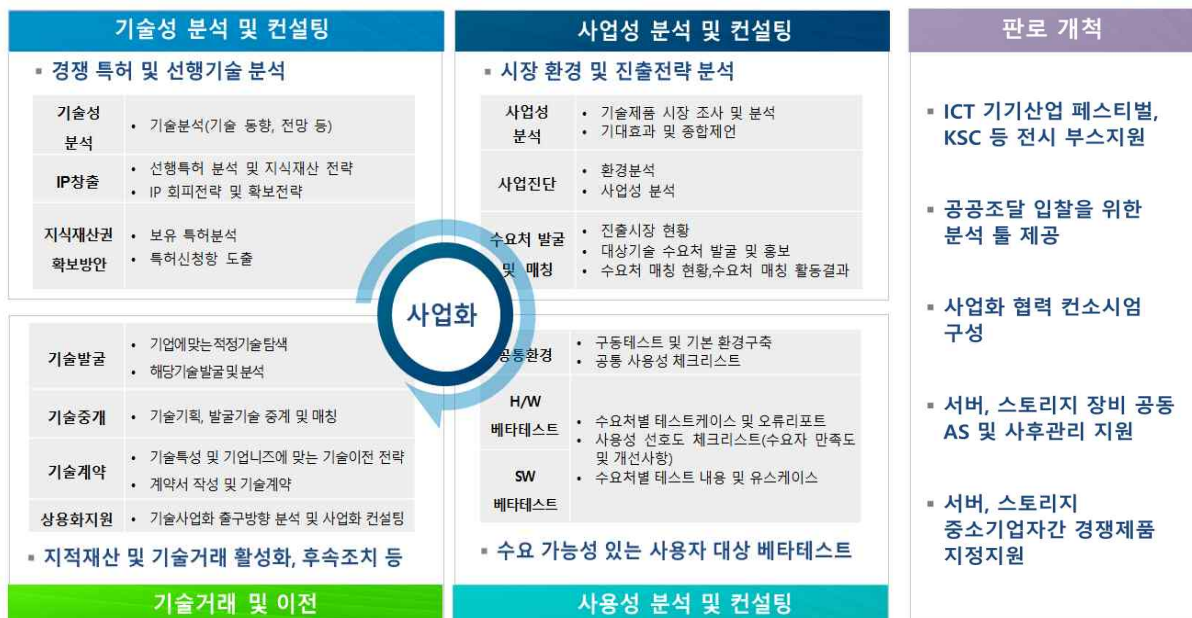 기술성 분석 및 컨설팅
▪ 경쟁 특허 및 선행기술 분석
기술성
분석
• 기술분석(기술 동향, 전망 등)
IP창출
• 선행특허 분석 및 지식재산 전략
• IP 회피전략 및 확보전략
지식재산권
확보방안
• 보유 특허분석
• 특허신청항 도출
사업성 분석 및 컨설팅
▪ 시장 환경 및 진출전략 분석
사업성
분석
• 기술제품 시장 조사 및 분석
• 기대효과 및 종합제언
사업진단
• 환경분석
• 사업성 분석
수요처 발굴
및 매칭
• 진출시장 현황
• 대상기술 수요처 발굴 및 홍보
• 수요처 매칭 현황,수요처 매칭 활동결과
사업화
기술발굴
• 기업에맞는적정기술탐색
• 해당기술발굴및분석
기술중개
• 기술기획, 발굴기술 중계 및 매칭
기술계약
• 기술특성 및 기업니즈에 맞는 기술이전 전략
• 계약서 작성 및 기술계약
상용화지원
• 기술사업화 출구방향 분석 및 사업화 컨설팅
▪ 지적재산 및 기술거래 활성화, 후속조치 등
기술거래 및 이전
공통환경
• 구동테스트 및 기본 환경구축
• 공통 사용성 체크리스트
H/W
베타테스트
SW
베타테스트
• 수요처별 테스트케이스 및 오류리포트
• 사용성 선호도 체크리스트(수요자 만족도
및 개선사항)
• 수요처별 테스트 내용 및 유스케이스
▪ 수요 가능성 있는 사용자 대상 베타테스트
사용성 분석 및 컨설팅
판로 개척
▪ ICT 기기산업 페스티벌,
KSC 등 전시 부스지원
▪ 공공조달 입찰을 위한
분석 툴 제공
▪ 사업화 협력 컨소시엄
구성
▪ 서버, 스토리지 장비 공동
AS 및 사후관리 지원
▪ 서버, 스토리지
중소기업자간 경쟁제품
지정지원